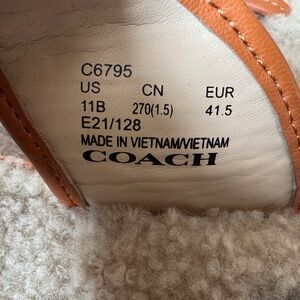 C6795
US CN EUR
11B 270(1.5) 41.5
E21/128
MADE IN VIETNAM/VIETNAM
COACH